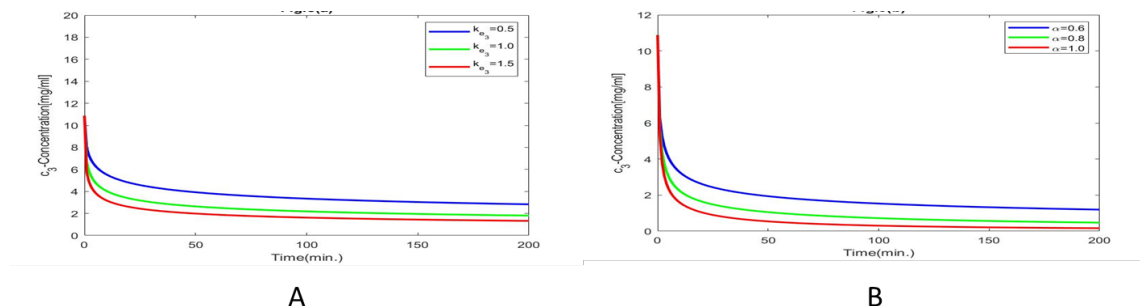 20
18
16
14
12
10
8
6
4
2
0
c₃-Concentration[mg/ml]
0 50 100 150 200
Time(min.)
kₑ₃=0.5
kₑ₃=1.0
kₑ₃=1.5
A
12
10
8
6
4
2
0
c₃-Concentration[mg/ml]
0 50 100 150 200
Time(min.)
α=0.6
α=0.8
α=1.0
B